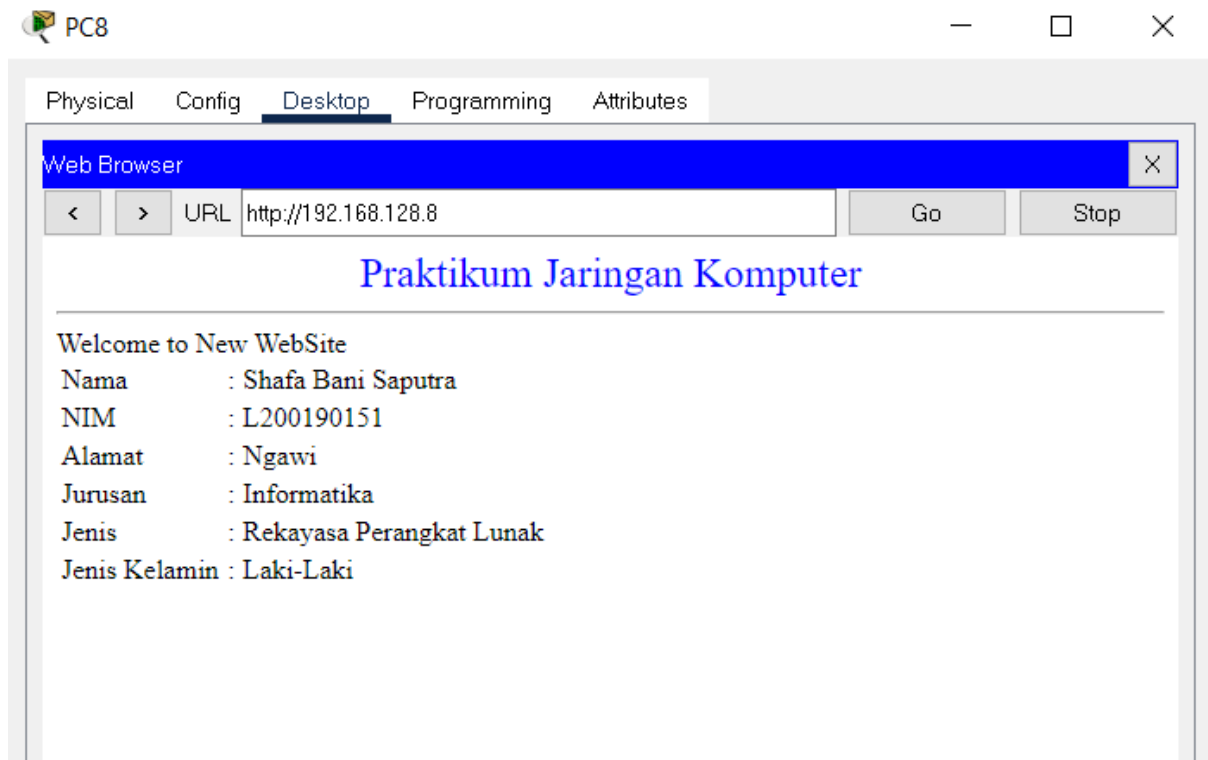 PC8
Physical Config Desktop Programming Attributes
Web Browser X
< > URL http://192.168.128.8 Go Stop
Praktikum Jaringan Komputer
Welcome to New WebSite
Nama : Shafa Bani Saputra
NIM : L200190151
Alamat : Ngawi
Jurusan : Informatika
Jenis : Rekayasa Perangkat Lunak
Jenis Kelamin : Laki-Laki